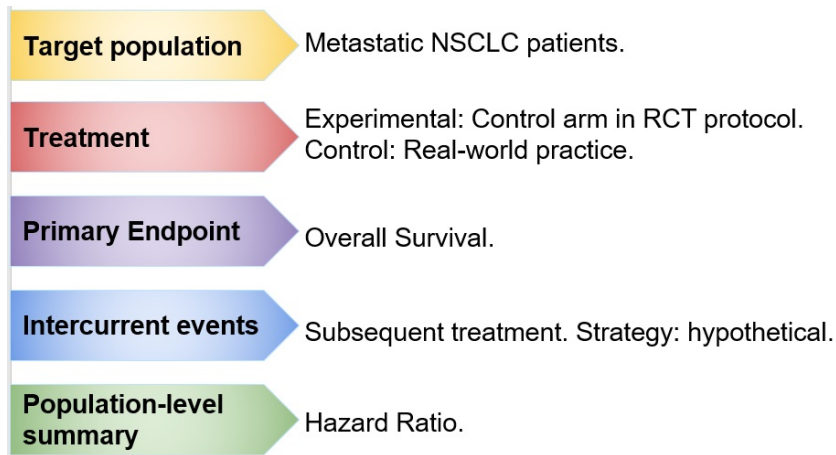 Target population
Metastatic NSCLC patients.
Treatment
Experimental: Control arm in RCT protocol.
Control: Real-world practice.
Primary Endpoint
Overall Survival.
Intercurrent events
Subsequent treatment. Strategy: hypothetical.
Population-level
summary
Hazard Ratio.